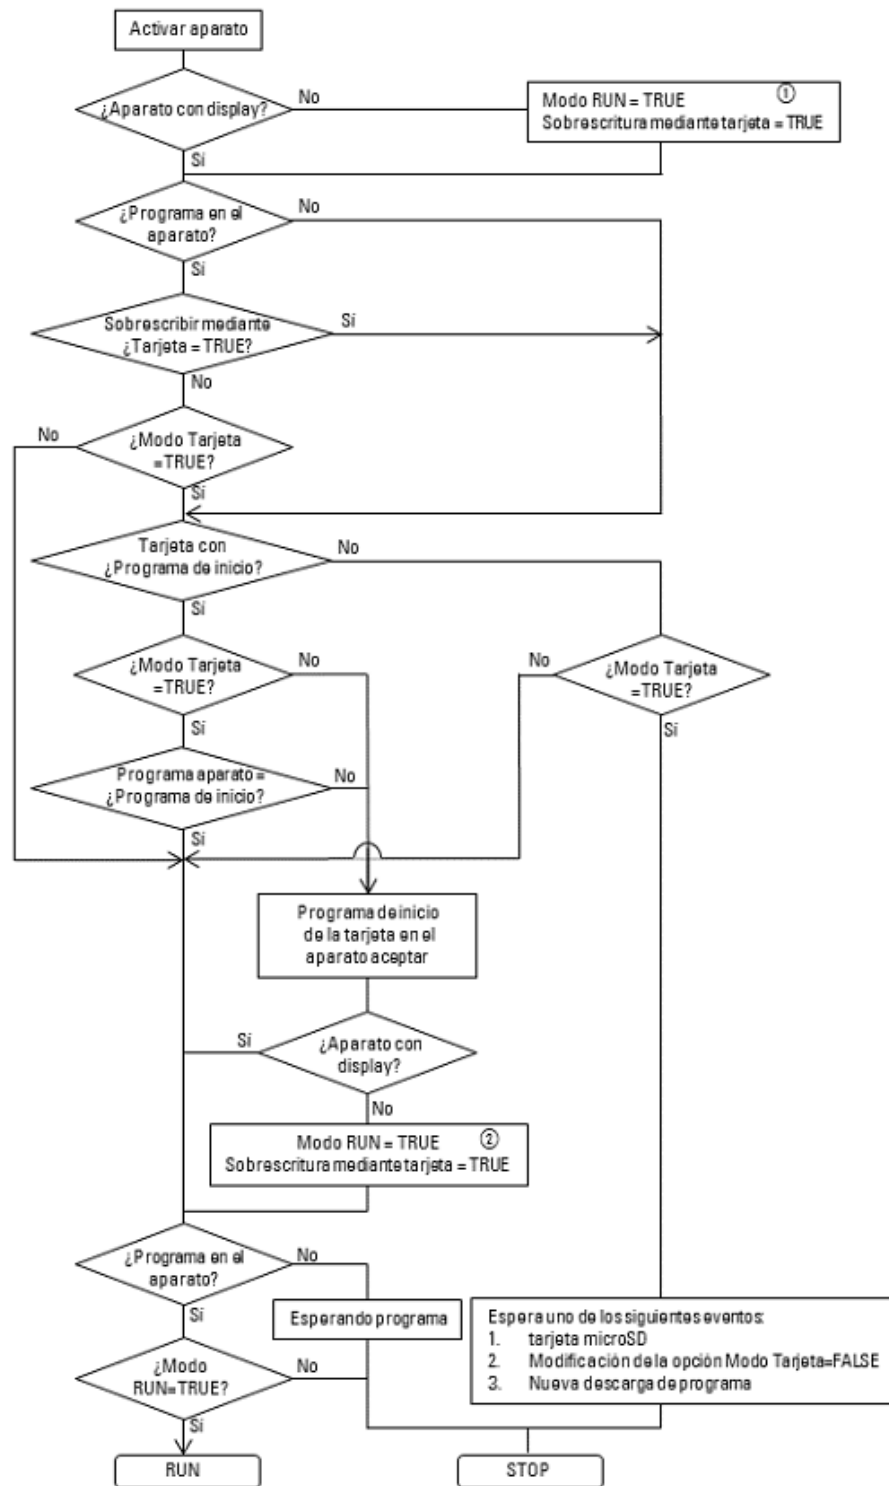 Activar aparato
¿Aparato con display?
No
Modo RUN = TRUE ①
Sobrescritura mediante tarjeta = TRUE
Sí
¿Programa en el
aparato?
No
Sí
Sobrescribir mediante
¿Tarjeta = TRUE?
Sí
No
No
¿Modo Tarjeta
=TRUE?
Sí
Tarjeta con
¿Programa de inicio?
No
Sí
¿Modo Tarjeta
=TRUE?
No
No
¿Modo Tarjeta
=TRUE?
Sí
Sí
Programa aparato =
¿Programa de inicio?
No
Sí
Programa de inicio
de la tarjeta en el
aparato aceptar
Sí
¿Aparato con
display?
No
Modo RUN = TRUE ②
Sobrescritura mediante tarjeta = TRUE
¿Programa en el
aparato?
No
Sí
Esperando programa
Espera uno de los siguientes eventos:
1. tarjeta microSD
2. Modificación de la opción Modo Tarjeta=FALSE
3. Nueva descarga de programa
¿Modo
RUN=TRUE?
No
Sí
RUN
STOP